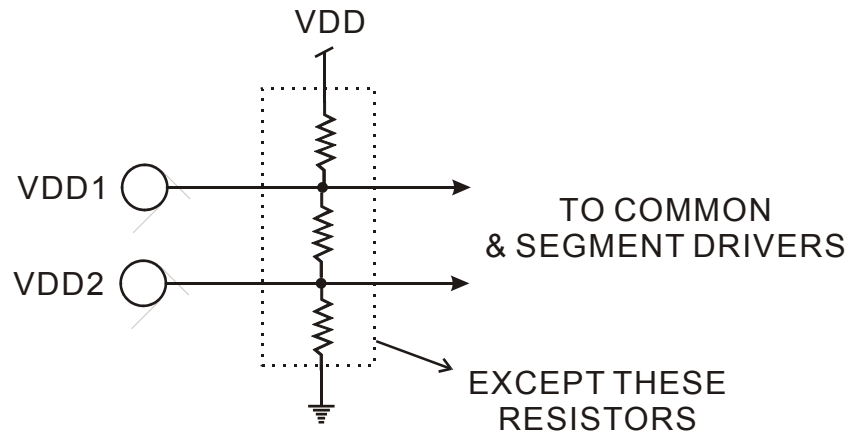 VDD
VDD1
TO COMMON
& SEGMENT DRIVERS
VDD2
EXCEPT THESE
RESISTORS